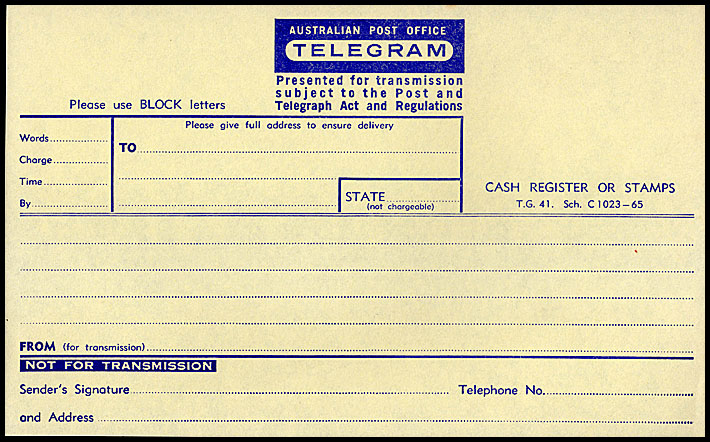 AUSTRALIAN POST OFFICE
TELEGRAM
Presented for transmission
subject to the Post and
Telegraph Act and Regulations
Please use BLOCK letters
Please give full address to ensure delivery
Words
TO
Charge
Time
By
STATE
(not chargeable)
CASH REGISTER OR STAMPS
T.G. 41. Sch. C1023–65
FROM (for transmission)
NOT FOR TRANSMISSION
Sender's Signature Telephone No.
and Address